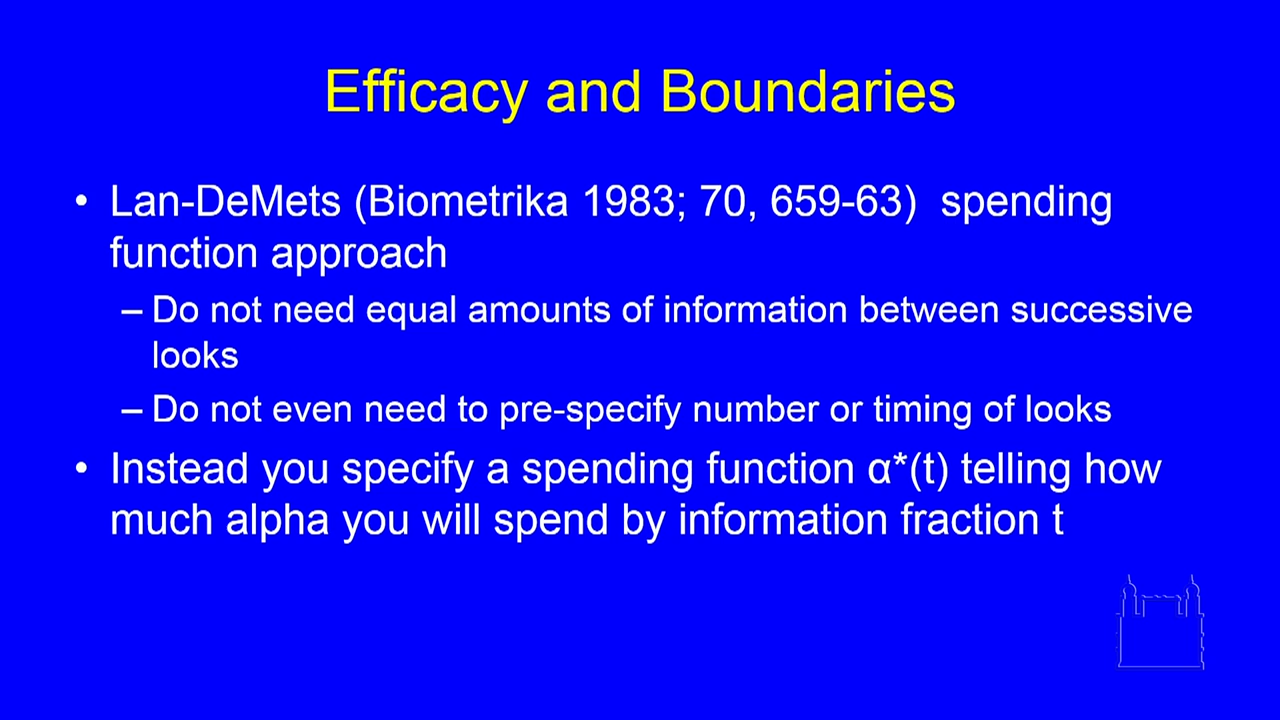 Efficacy and Boundaries
• Lan-DeMets (Biometrika 1983; 70, 659-63)  spending
function approach
– Do not need equal amounts of information between successive
looks
– Do not even need to pre-specify number or timing of looks
• Instead you specify a spending function α*(t) telling how
much alpha you will spend by information fraction t